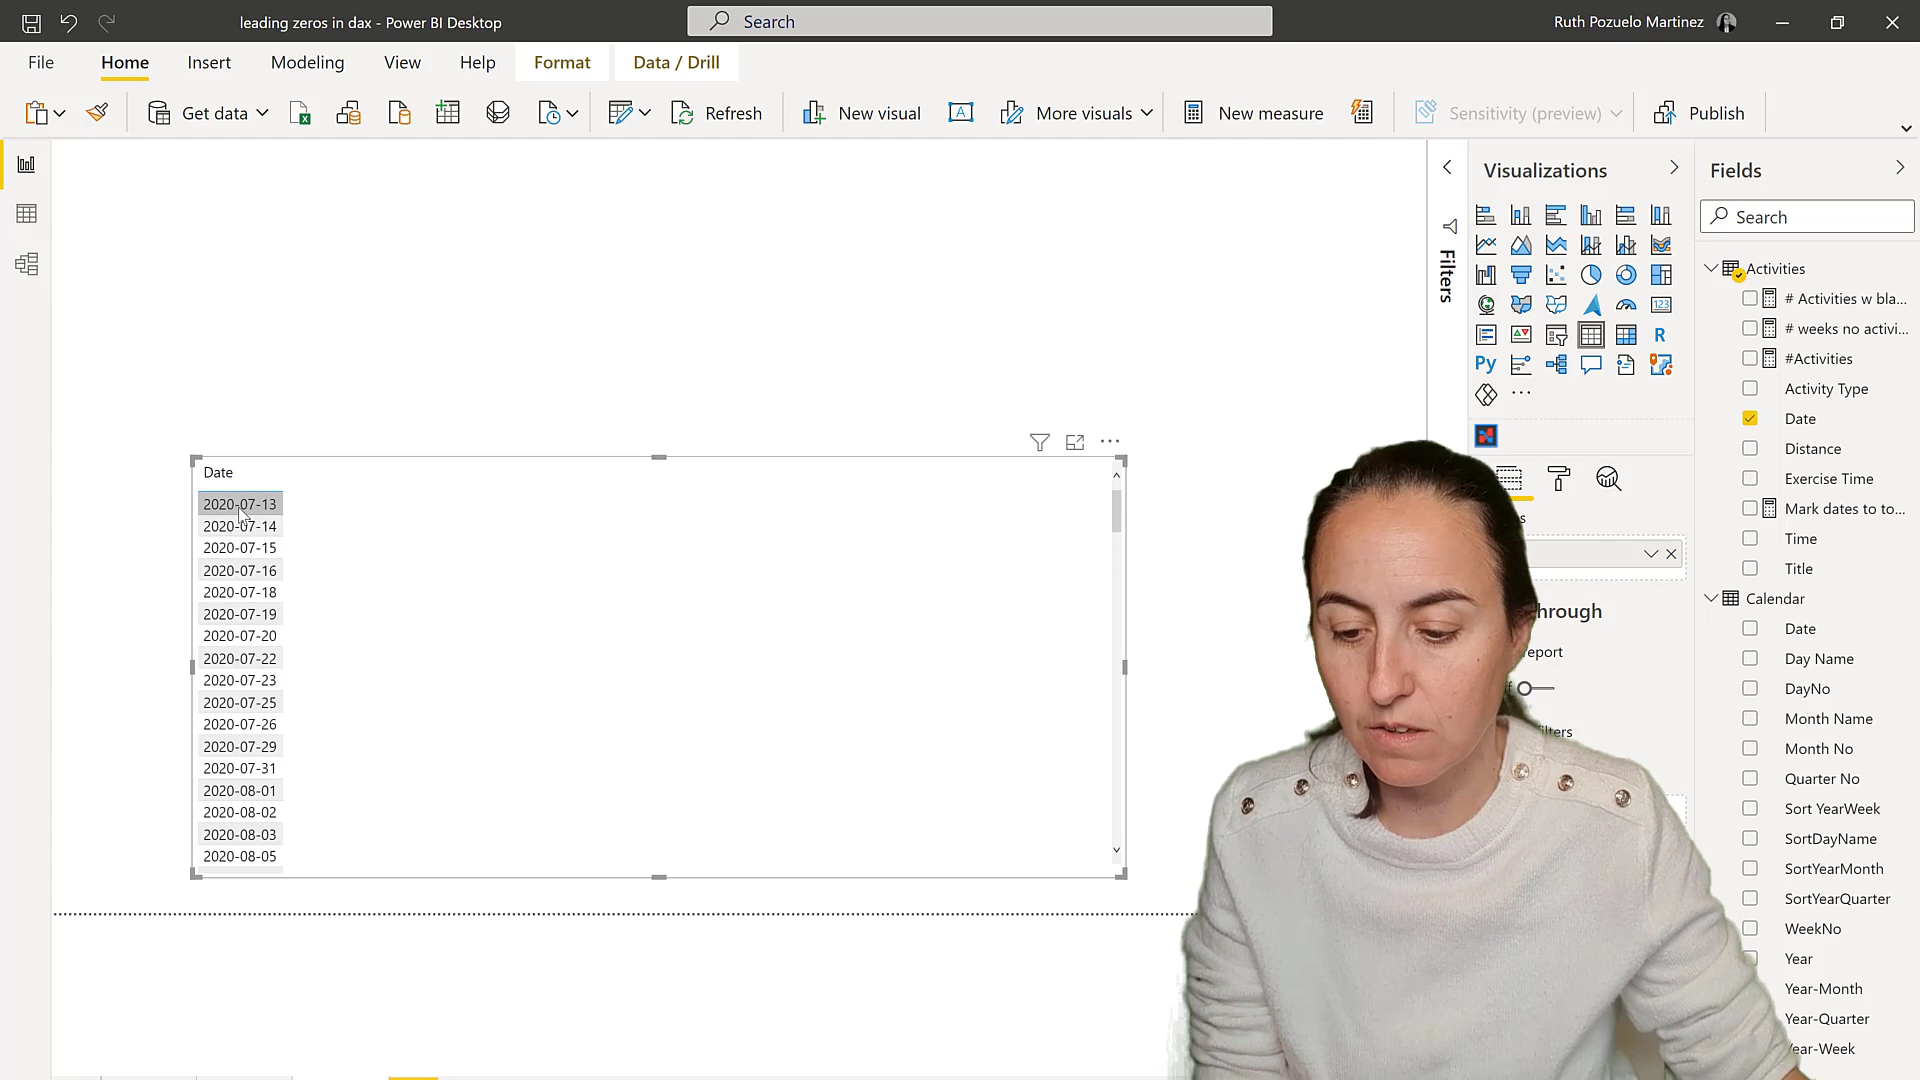 leading zeros in dax - Power BI Desktop
Search
Ruth Pozuelo Martinez
File
Home
Insert
Modeling
View
Help
Format
Data / Drill
Get data
Refresh
New visual
More visuals
New measure
Sensitivity (preview)
Publish
Date
2020-07-13
2020-07-14
2020-07-15
2020-07-16
2020-07-18
2020-07-19
2020-07-20
2020-07-22
2020-07-23
2020-07-25
2020-07-26
2020-07-29
2020-07-31
2020-08-01
2020-08-02
2020-08-03
2020-08-05
Filters
Visualizations
123
R
Py
Fields
Search
Activities
# Activities w bla...
# weeks no activi...
#Activities
Activity Type
Date
Distance
Exercise Time
Mark dates to to...
Time
Title
Calendar
Date
Day Name
DayNo
Month Name
Month No
Quarter No
Sort YearWeek
SortDayName
SortYearMonth
SortYearQuarter
WeekNo
Year
Year-Month
Year-Quarter
Year-Week